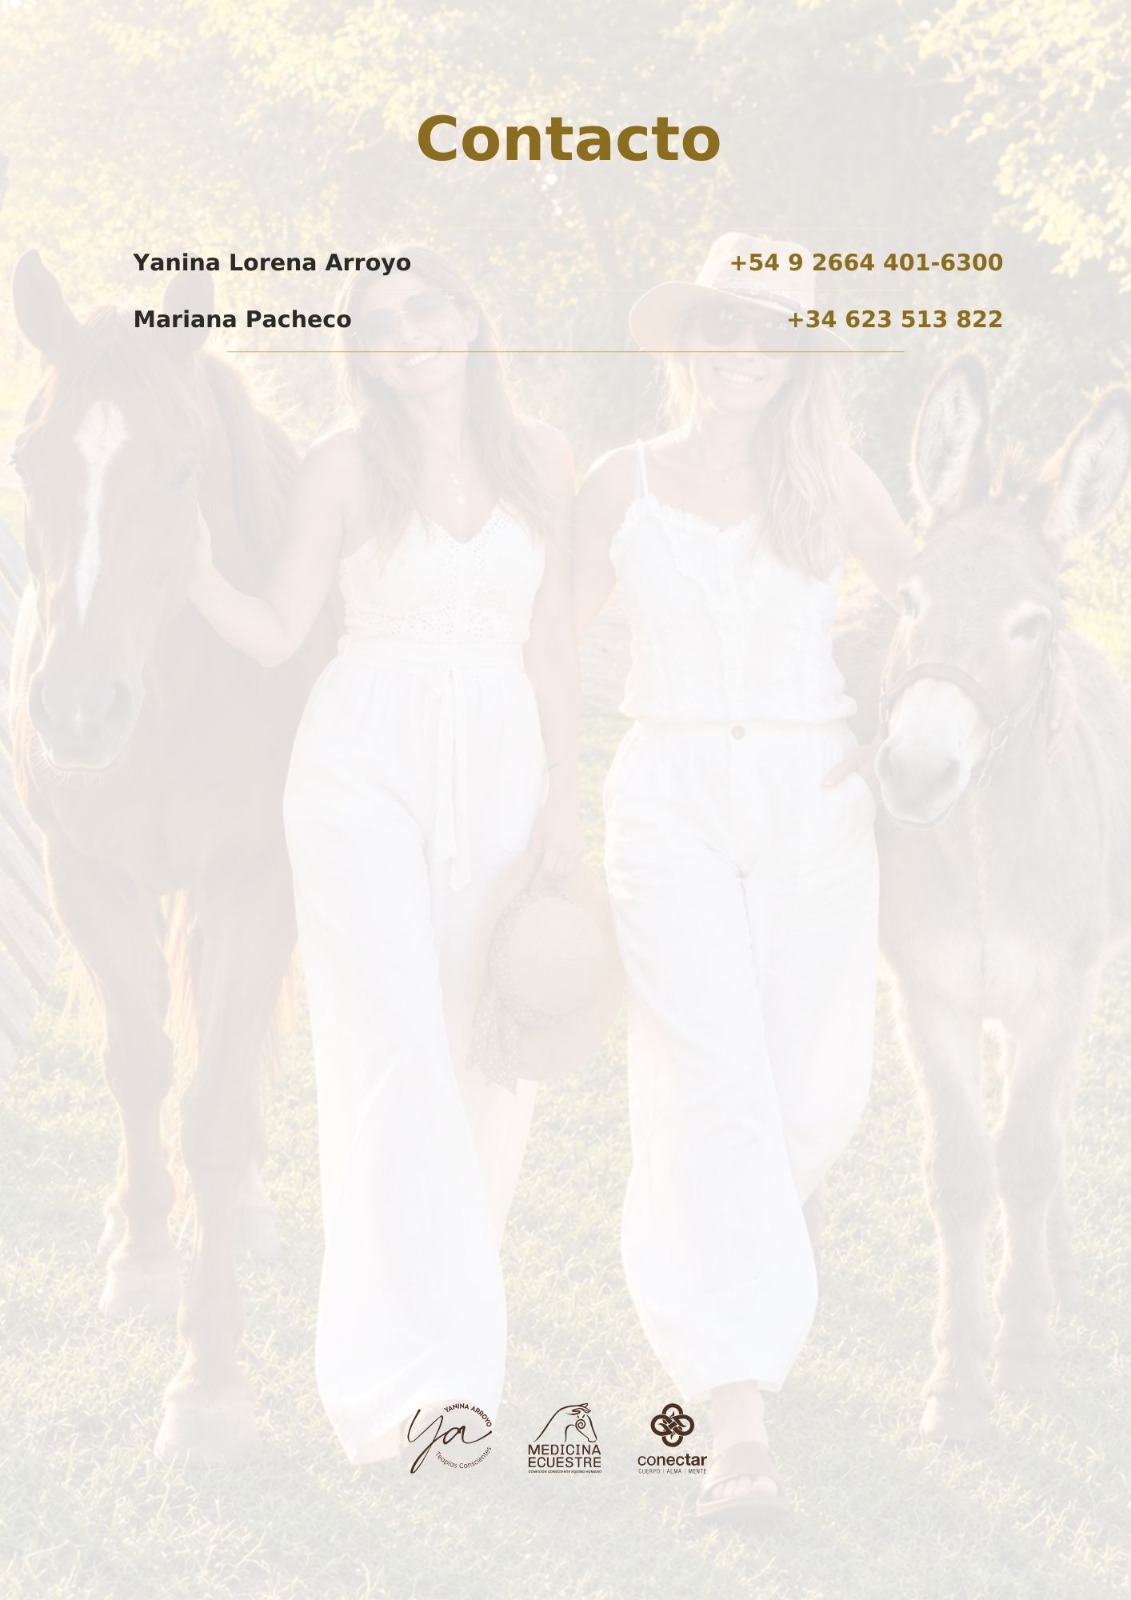 Contacto
Yanina Lorena Arroyo +54 9 2664 401-6300
Mariana Pacheco +34 623 513 822
YANINA ARROYO
ya
Terapias Conscientes
MEDICINA
ECUESTRE
conectar
CUERPO | ALMA | MENTE